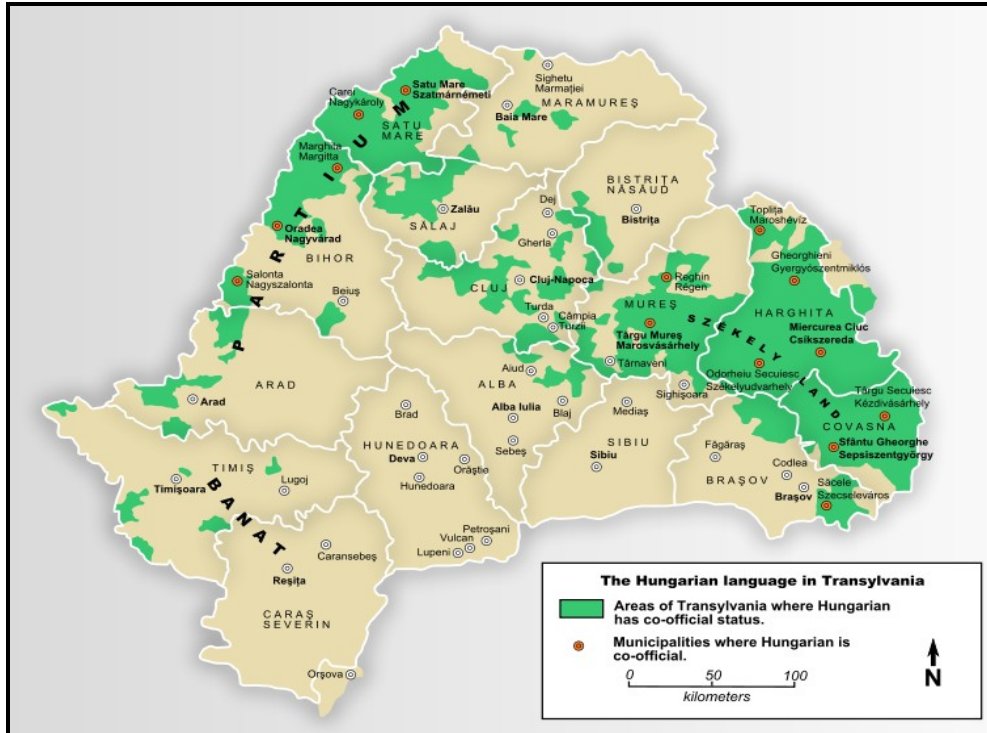 Sighetu
Marmației
Satu Mare
Szatmárnémeti
Carei
Nagykároly
MARAMUREȘ
Baia Mare
SATU
MARE
Marghita
Margitta
PARTIUM
BISTRIȚA
NĂSĂUD
Bistrița
Dej
Zalău
SĂLAJ
Toplița
Maroshévíz
Gherla
Oradea
Nagyvárad
BIHOR
Gheorghieni
Gyergyószentmiklós
Salonta
Nagyszalonta
Reghin
Régen
Cluj-Napoca
CLUJ
Beiuș
MUREȘ
HARGHITA
Turda
Câmpia
Turzii
Târgu Mureș
Marosvásárhely
SZÉKELY LAND
Miercurea Ciuc
Csíkszereda
Târnaveni
Odorheiu Secuiesc
Székelyudvarhely
Aiud
ALBA
ARAD
Arad
Sighișoara
Târgu Secuiesc
Kézdivásárhely
Brad
Alba Iulia
Blaj
Mediaș
COVASNA
HUNEDOARA
Deva
Sebeș
SIBIU
Sibiu
Făgăraș
Sfântu Gheorghe
Sepsiszentgyörgy
TIMIȘ
Timișoara
Lugoj
Orăștie
Hunedoara
BRAȘOV
Codlea
Brașov
Săcele
Szecseleváros
BANAT
Petroșani
Vulcan
Lupeni
Caransebeș
Reșița
CARAȘ
SEVERIN
Orșova
The Hungarian language in Transylvania
Areas of Transylvania where Hungarian
has co-official status.
Municipalities where Hungarian is
co-official.
0 50 100
kilometers
N